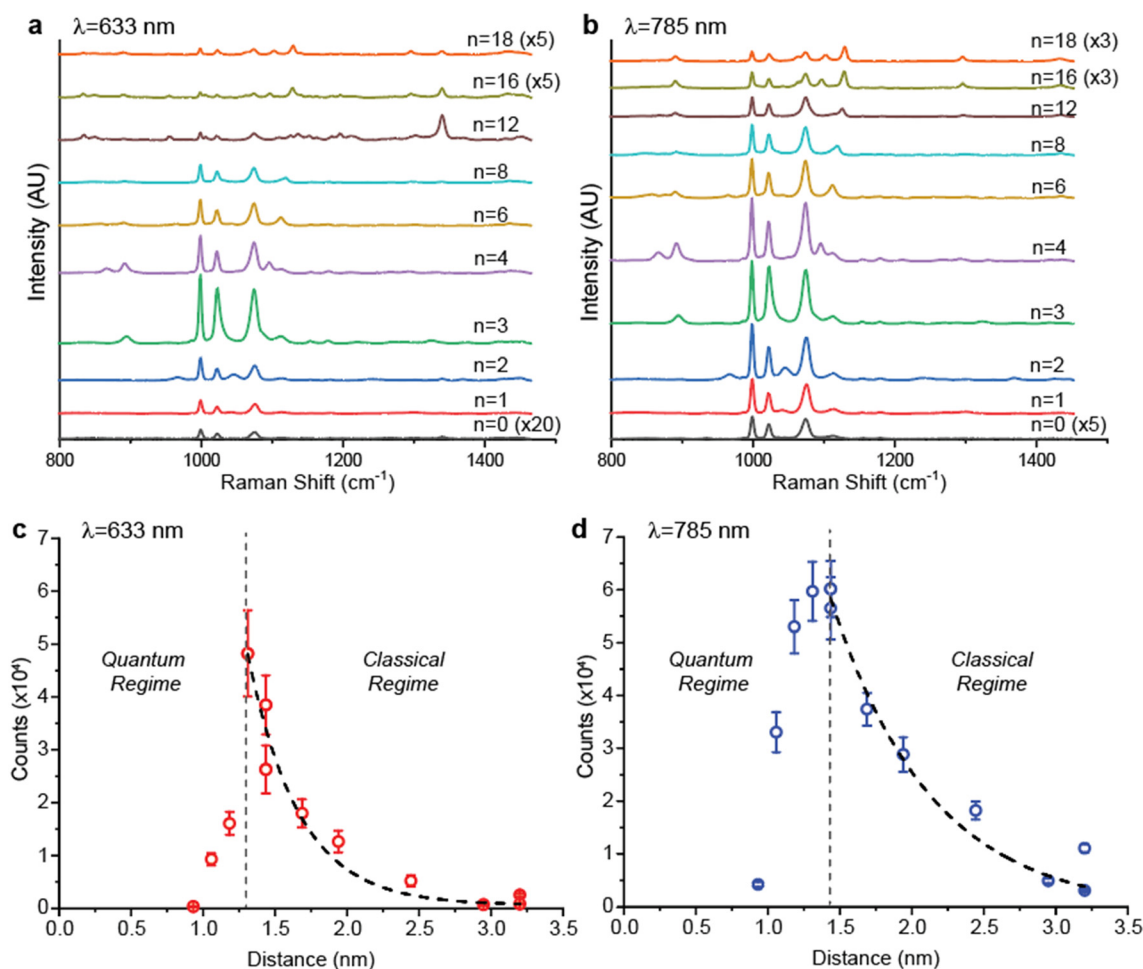 a
λ=633 nm
n=18 (x5)
n=16 (x5)
n=12
n=8
n=6
n=4
n=3
n=2
n=1
n=0 (x20)
Intensity (AU)
800 1000 1200 1400
Raman Shift (cm⁻¹)
b
λ=785 nm
n=18 (x3)
n=16 (x3)
n=12
n=8
n=6
n=4
n=3
n=2
n=1
n=0 (x5)
Intensity (AU)
800 1000 1200 1400
Raman Shift (cm⁻¹)
c
λ=633 nm
7
6
5
4
3
2
1
0
Counts (x10⁴)
Quantum
Regime
Classical
Regime
0.0 0.5 1.0 1.5 2.0 2.5 3.0 3.5
Distance (nm)
d
λ=785 nm
7
6
5
4
3
2
1
0
Counts (x10⁴)
Quantum
Regime
Classical
Regime
0.0 0.5 1.0 1.5 2.0 2.5 3.0 3.5
Distance (nm)